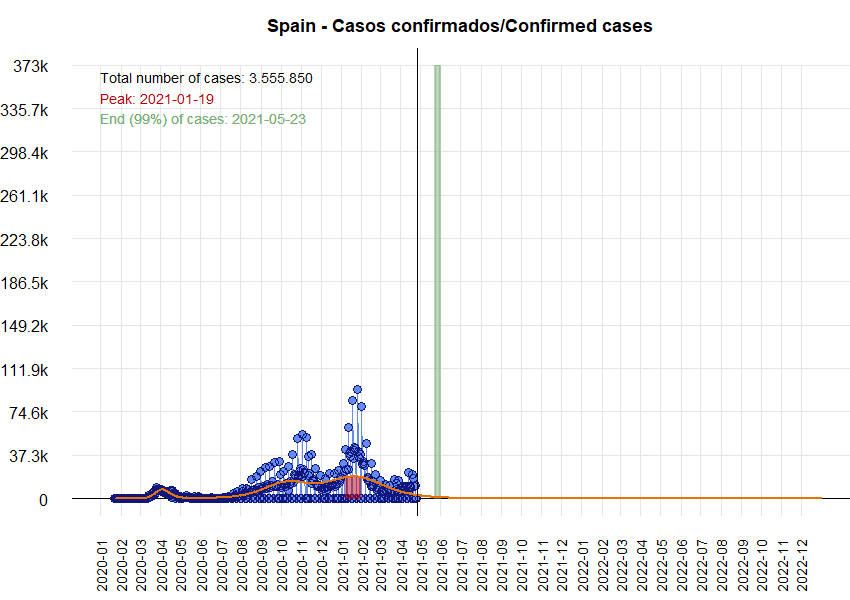 Spain - Casos confirmados/Confirmed cases
373k
335.7k
298.4k
261.1k
223.8k
186.5k
149.2k
111.9k
74.6k
37.3k
0
Total number of cases: 3.555.850
Peak: 2021-01-19
End (99%) of cases: 2021-05-23
2020-01
2020-02
2020-03
2020-04
2020-05
2020-06
2020-07
2020-08
2020-09
2020-10
2020-11
2020-12
2021-01
2021-02
2021-03
2021-04
2021-05
2021-06
2021-07
2021-08
2021-09
2021-10
2021-11
2021-12
2022-01
2022-02
2022-03
2022-04
2022-05
2022-06
2022-07
2022-08
2022-09
2022-10
2022-11
2022-12